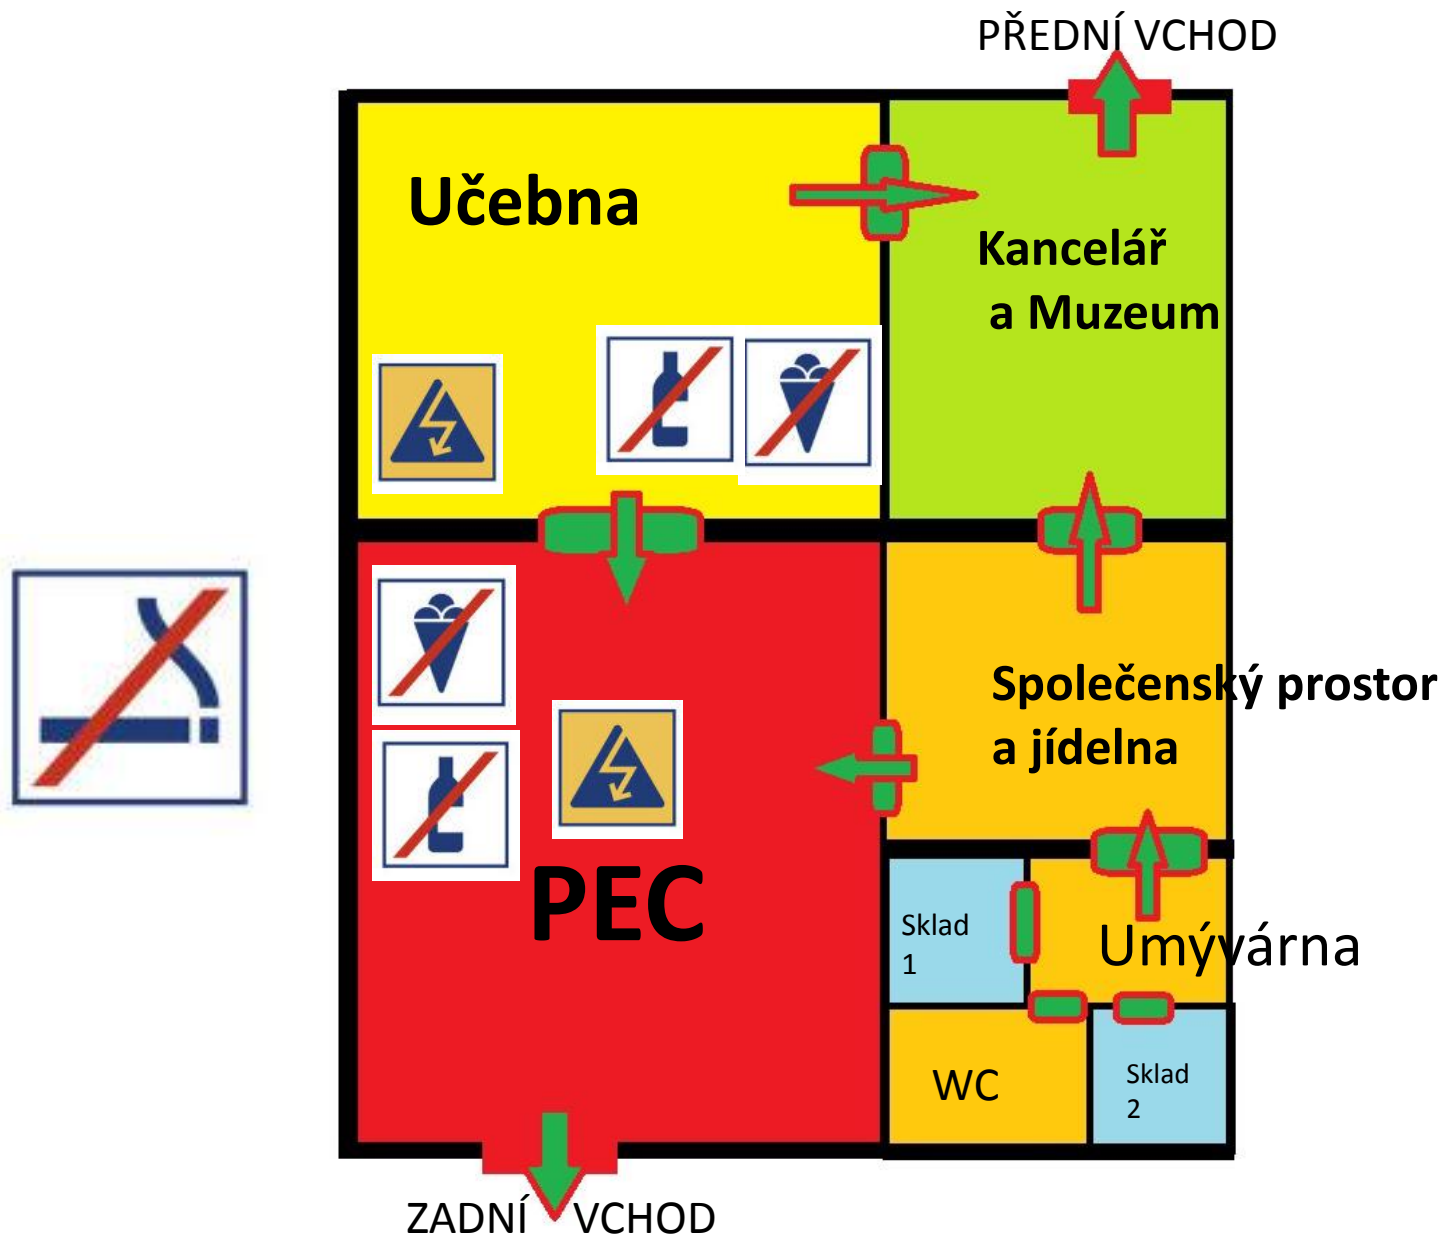 PŘEDNÍ VCHOD
Učebna
Kancelář
a Muzeum
Společenský prostor
a jídelna
PEC
Sklad
1
Umývárna
WC
Sklad
2
ZADNÍ VCHOD